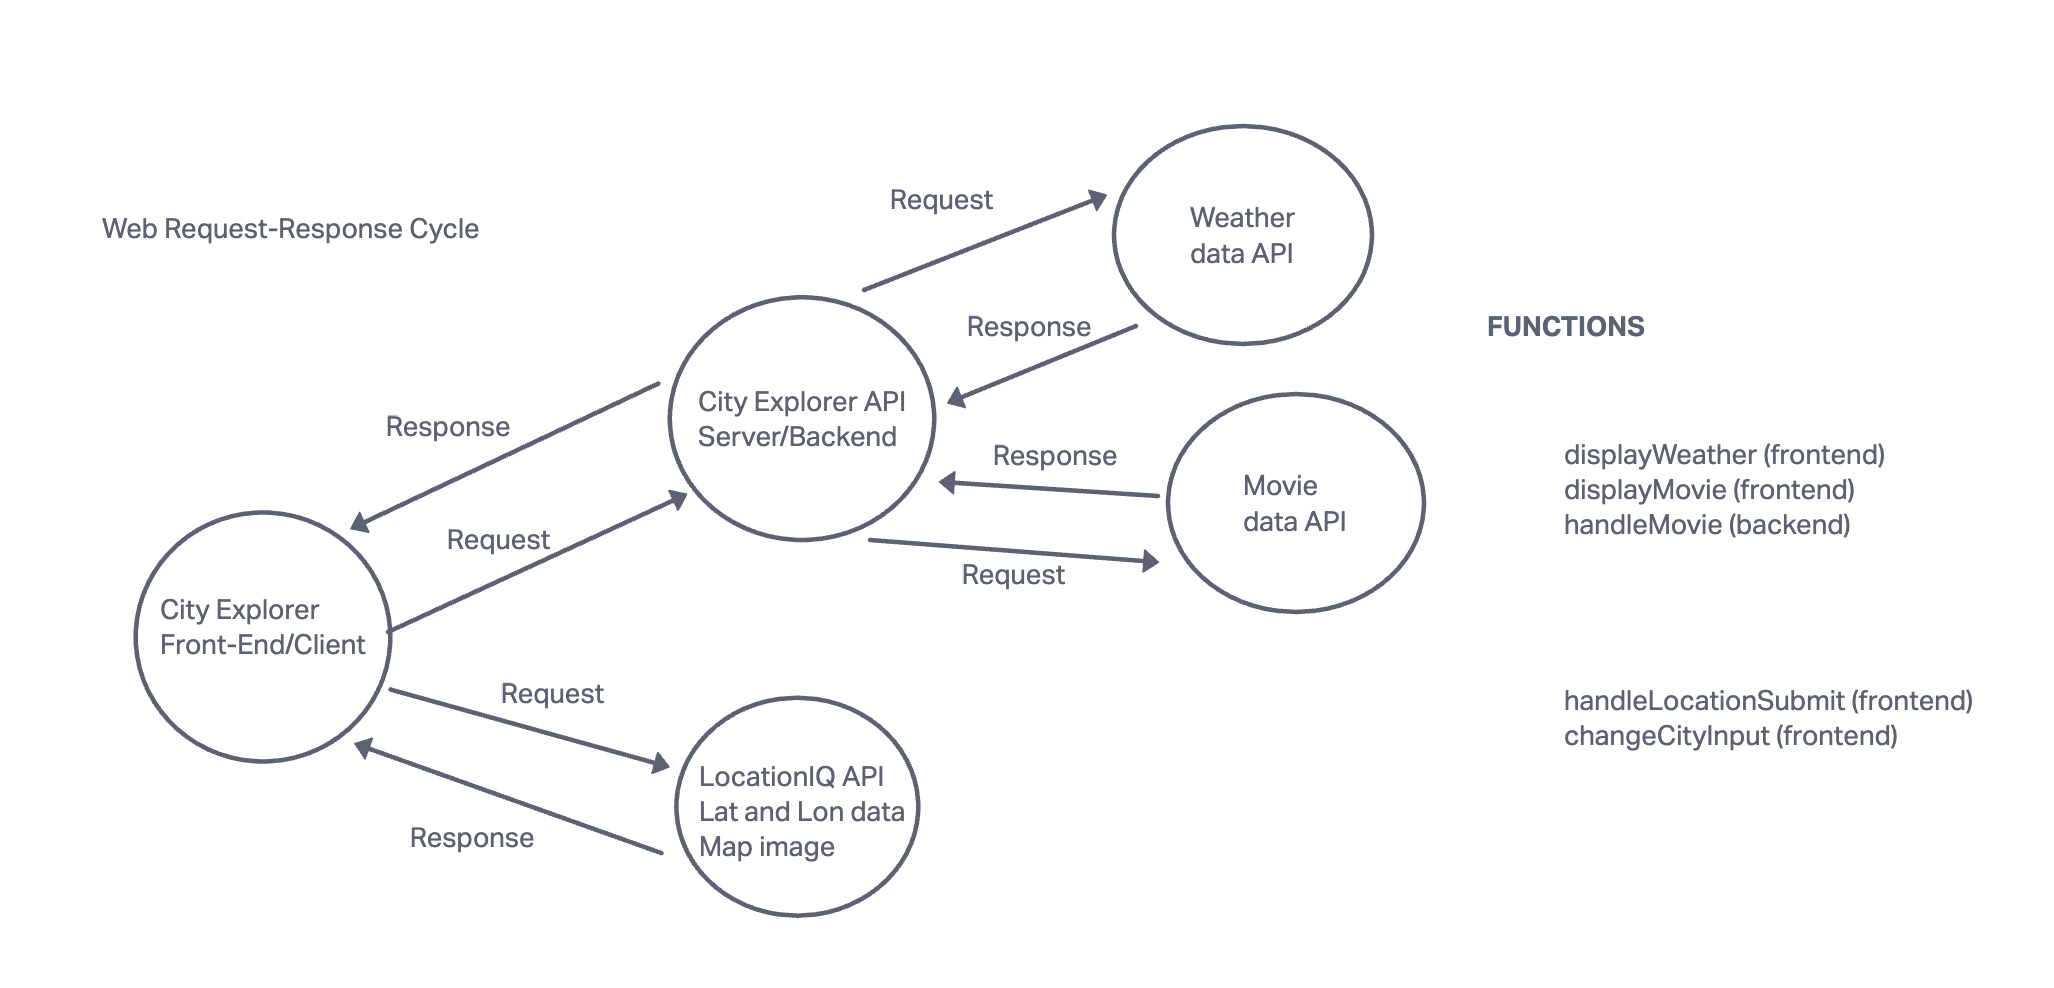 Web Request-Response Cycle
Request
Weather
data API
Response
FUNCTIONS
City Explorer API
Server/Backend
Response
Response
Movie
data API
displayWeather (frontend)
displayMovie (frontend)
handleMovie (backend)
Request
Request
City Explorer
Front-End/Client
Request
LocationIQ API
Lat and Lon data
Map image
Response
handleLocationSubmit (frontend)
changeCityInput (frontend)